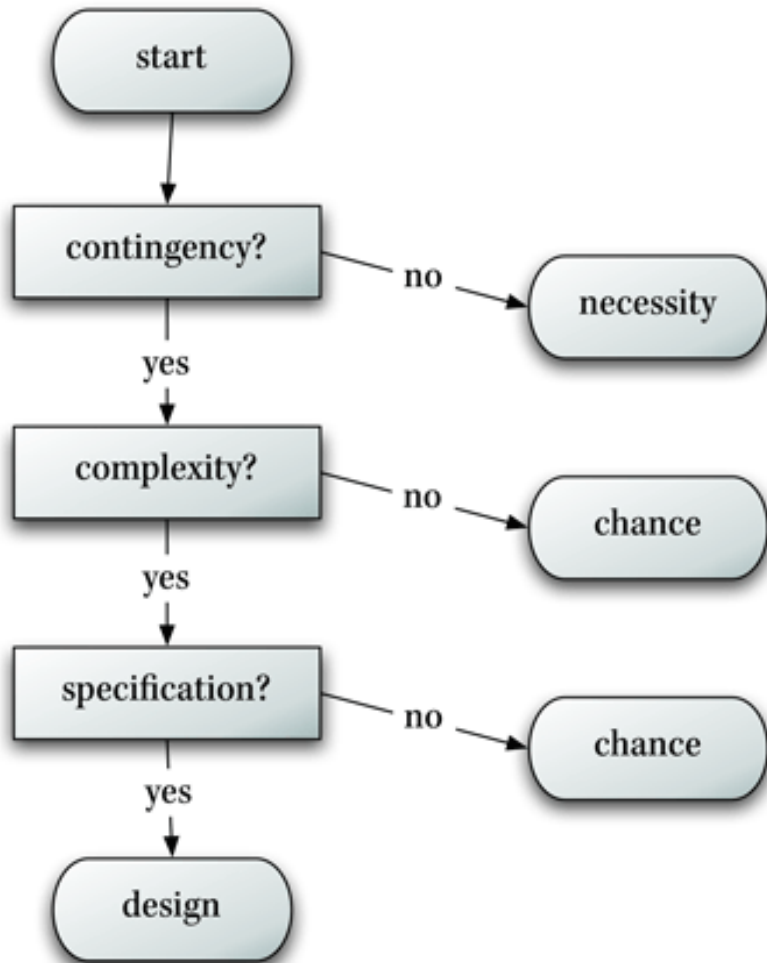 start
contingency?
no
necessity
yes
complexity?
no
chance
yes
specification?
no
chance
yes
design